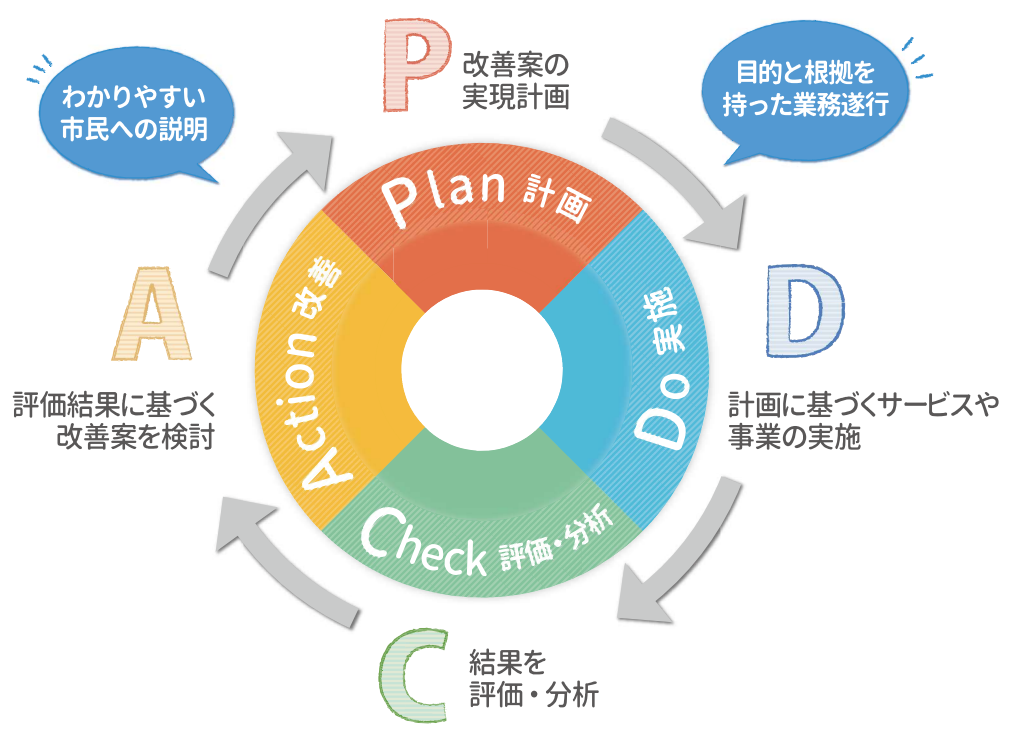 P
改善案の
実現計画
目的と根拠を
持った業務遂行
わかりやすい
市民への説明
Plan 計画
D
計画に基づくサービスや
事業の実施
Do 実施
C
結果を
評価・分析
Check 評価・分析
A
評価結果に基づく
改善案を検討
Action 改善